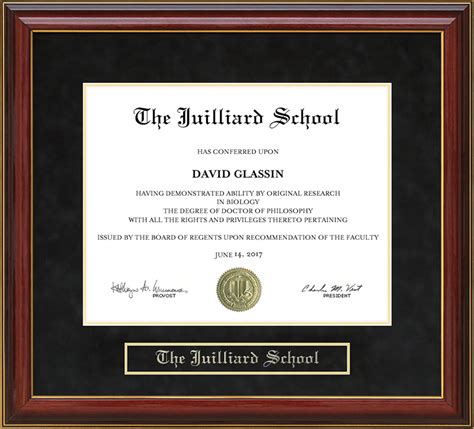 The Juilliard School
HAS CONFERRED UPON
DAVID GLASSIN
HAVING DEMONSTRATED ABILITY BY ORIGINAL RESEARCH
IN BIOLOGY
THE DEGREE OF DOCTOR OF PHILOSOPHY
WITH ALL THE RIGHTS AND PRIVILEGES THERETO PERTAINING
ISSUED BY THE BOARD OF REGENTS UPON RECOMMENDATION OF THE FACULTY
JUNE 14, 2017
PROVOST
PRESIDENT
The Juilliard School